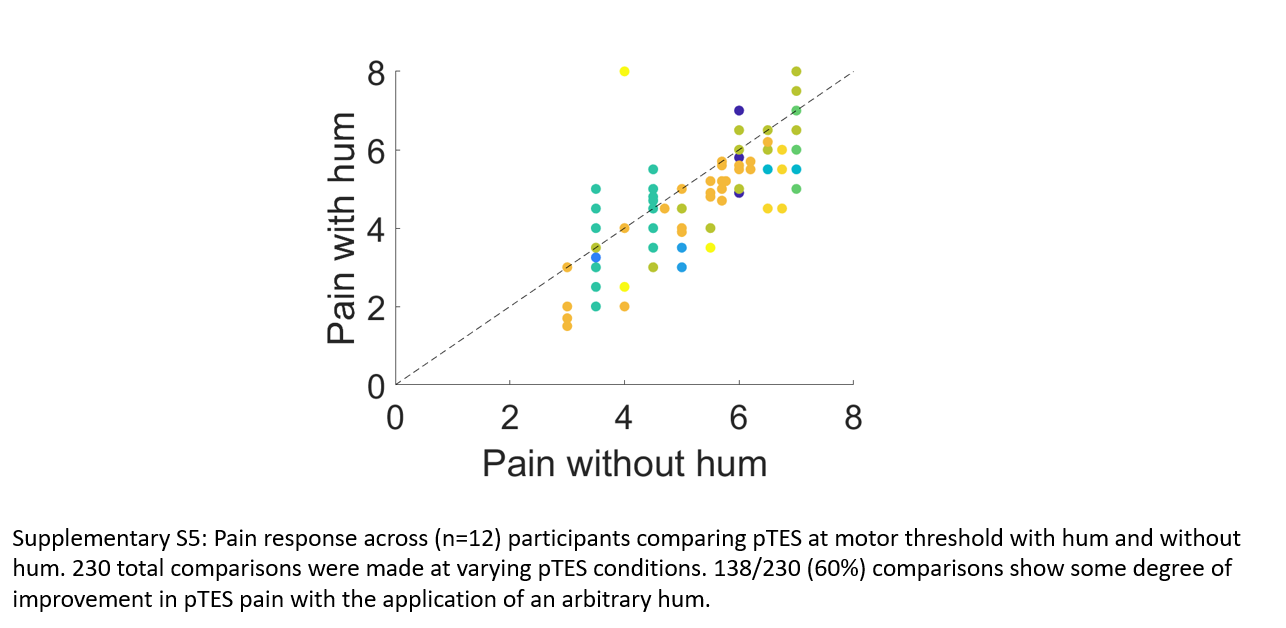 8
6
4
2
0
Pain with hum
0 2 4 6 8
Pain without hum
Supplementary S5: Pain response across (n=12) participants comparing pTES at motor threshold with hum and without
hum. 230 total comparisons were made at varying pTES conditions. 138/230 (60%) comparisons show some degree of
improvement in pTES pain with the application of an arbitrary hum.